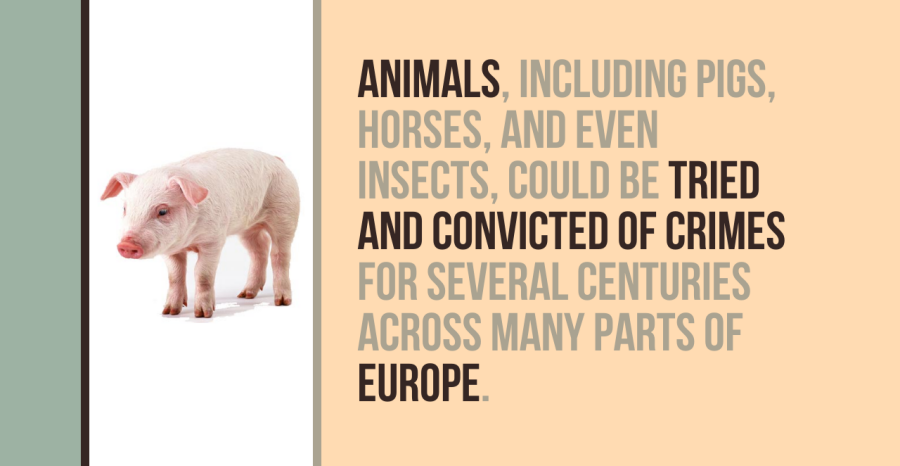 ANIMALS, INCLUDING PIGS,
HORSES, AND EVEN
INSECTS, COULD BE TRIED
AND CONVICTED OF CRIMES
FOR SEVERAL CENTURIES
ACROSS MANY PARTS OF
EUROPE.